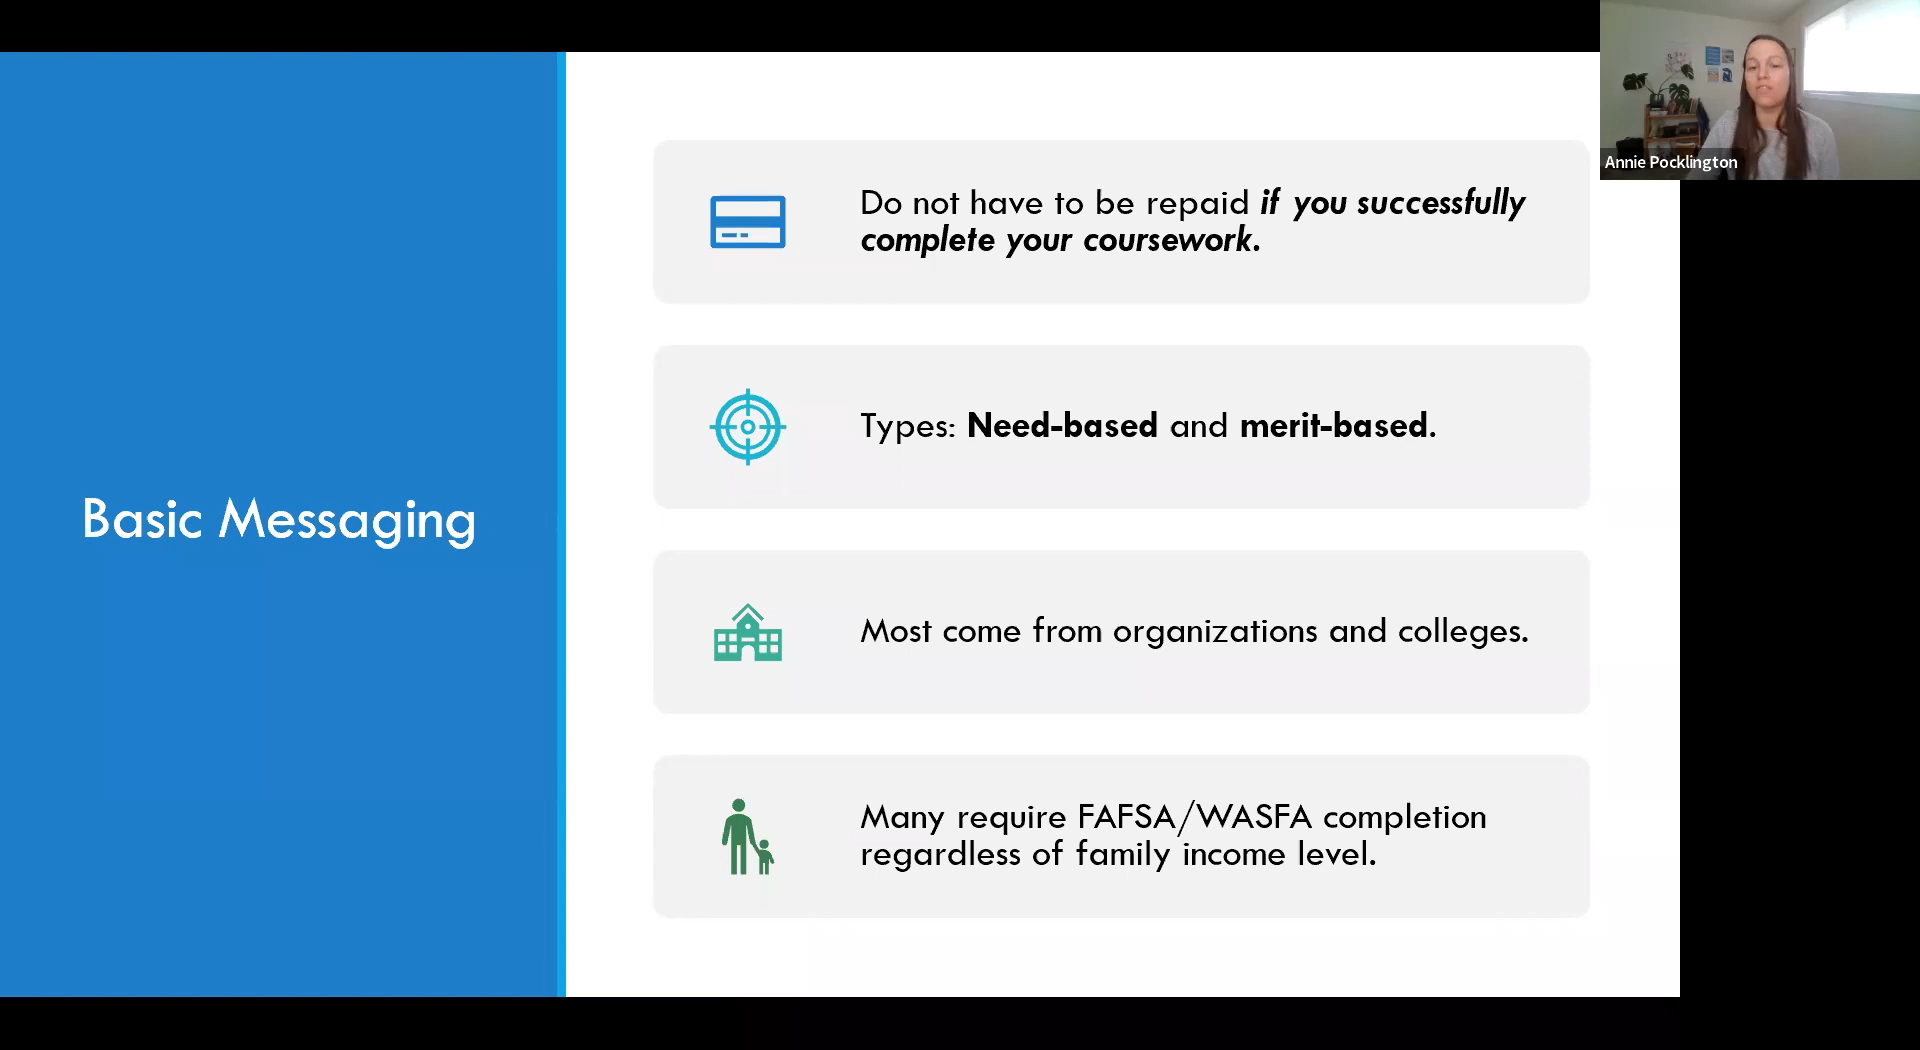 Basic Messaging
Do not have to be repaid if you successfully
complete your coursework.
Types: Need-based and merit-based.
Most come from organizations and colleges.
Many require FAFSA/WASFA completion
regardless of family income level.
Annie Pocklington